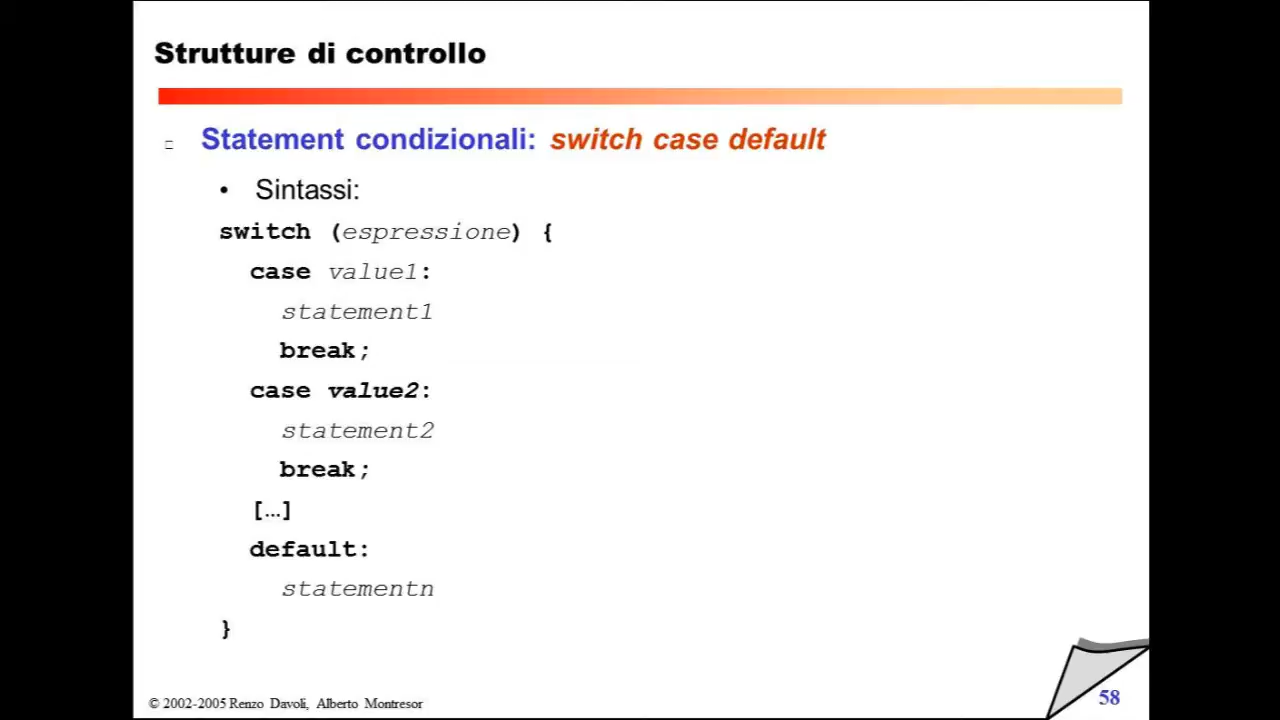 Strutture di controllo
Statement condizionali: switch case default
• Sintassi:
switch (espressione) {
case value1:
statement1
break;
case value2:
statement2
break;
[…]
default:
statementn
}
© 2002-2005 Renzo Davoli, Alberto Montresor
58